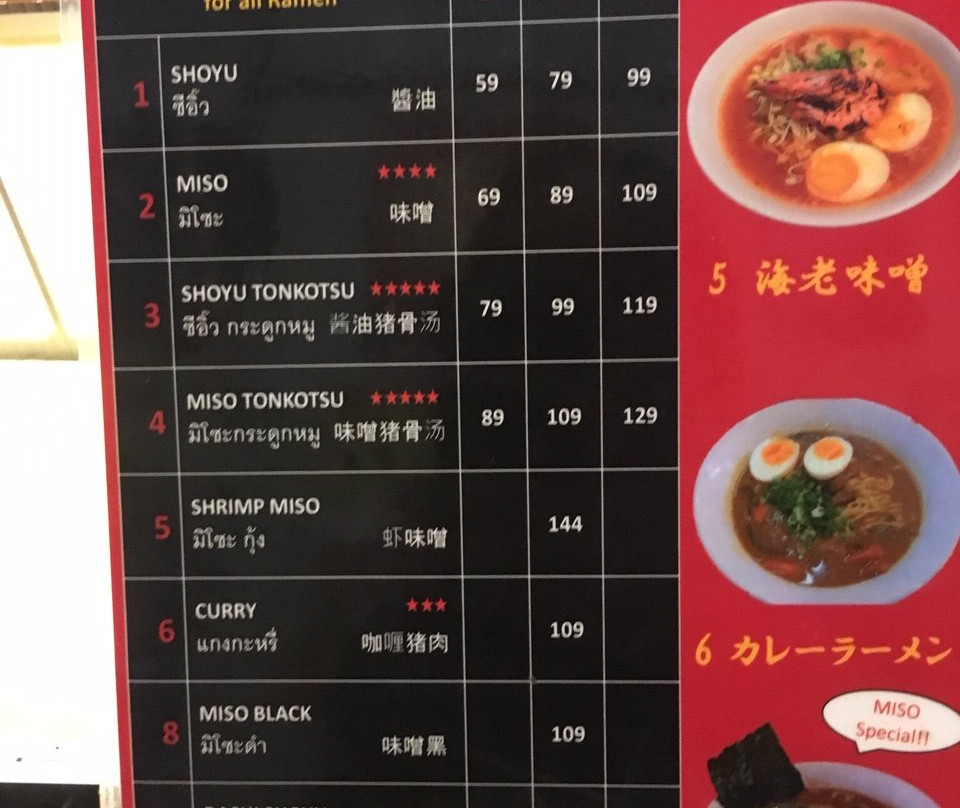 for all Ramen
1 SHOYU 59 79 99
ซีอิ๊ว 醬油
2 MISO ★★★★ 69 89 109
มิโซะ 味噌
3 SHOYU TONKOTSU ★★★★★ 79 99 119
ซีอิ๊ว กระดูกหมู 酱油猪骨汤
4 MISO TONKOTSU ★★★★★ 89 109 129
มิโซะกระดูกหมู 味噌猪骨汤
5 SHRIMP MISO 144
มิโซะ กุ้ง 虾味噌
6 CURRY ★★★ 109
แกงกะหรี่ 咖喱猪肉
8 MISO BLACK 109
มิโซะดำ 味噌黑
5 海老味噌
6 カレーラーメン
MISO
Special!!